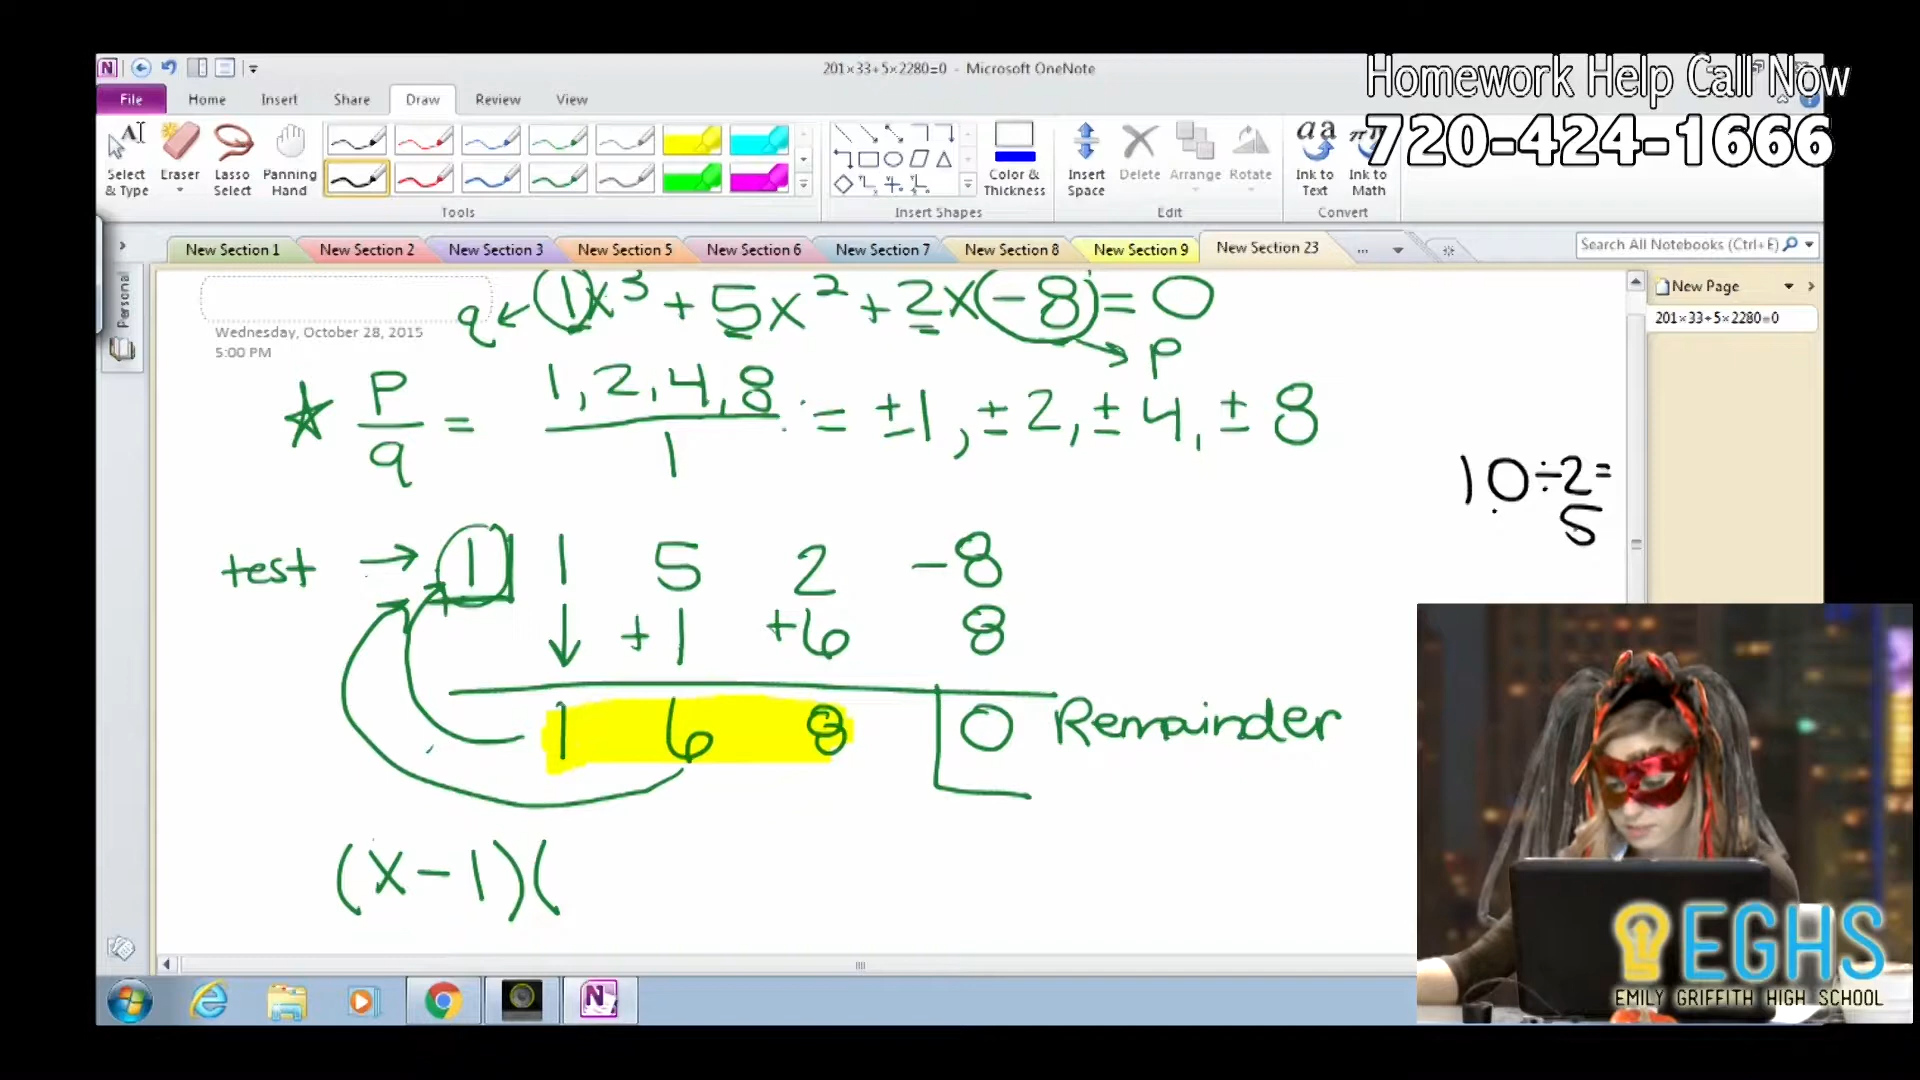 201×33+5×2280=0 - Microsoft OneNote
Homework Help Call Now
720-424-1666
File Home Insert Share Draw Review View
Select & Type
Eraser
Lasso Select
Panning Hand
Color & Thickness
Insert Space
Delete
Arrange
Rotate
Ink to Text
Ink to Math
Tools
Insert Shapes
Edit
Convert
New Section 1 New Section 2 New Section 3 New Section 5 New Section 6 New Section 7 New Section 8 New Section 9 New Section 23 ...
Search All Notebooks (Ctrl+E)
Personal
New Page
201×33+5×2280=0
Wednesday, October 28, 2015
5:00 PM
q ← 1x³ + 5x² + 2x - 8 = 0
→ p
p/q = 1,2,4,8/1 = ±1, ±2, ±4, ± 8
10÷2=
5
test → 1 1 5 2 -8
↓ +1 +6 8
1 6 8 0 Remainder
(x-1)(
EGHS
EMILY GRIFFITH HIGH SCHOOL